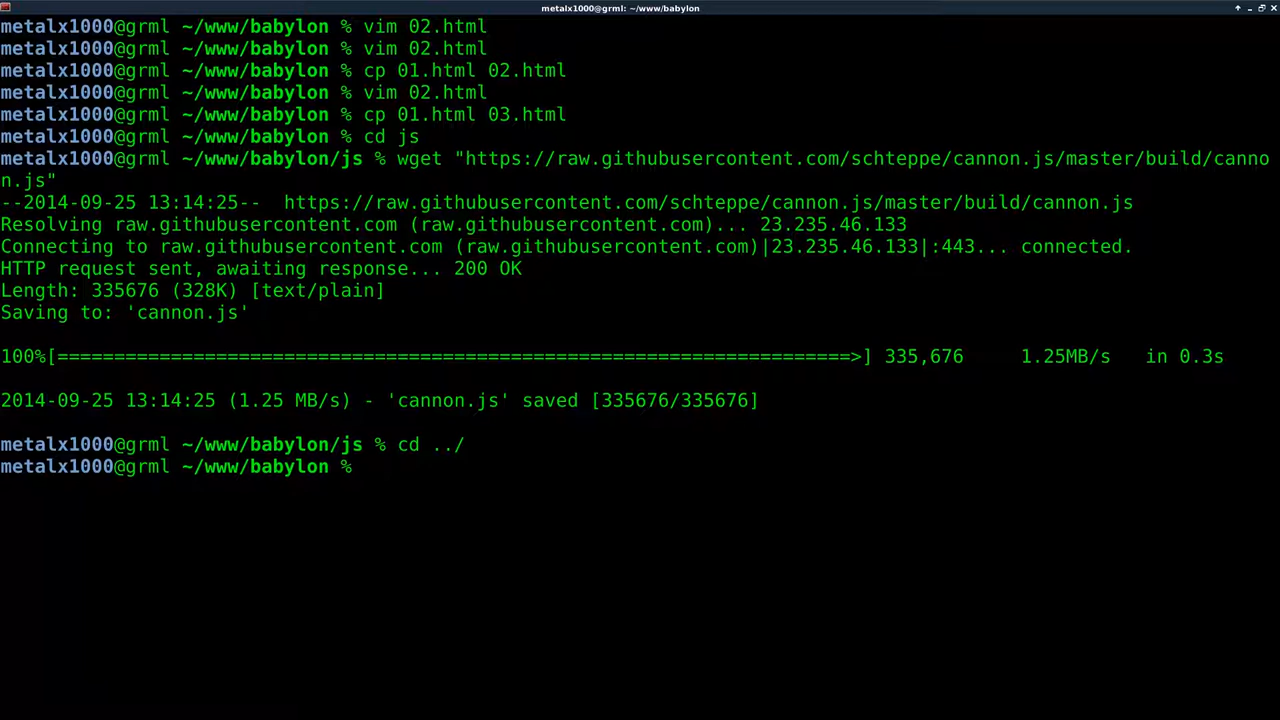 metalx1000@grml: ~/www/babylon
metalx1000@grml ~/www/babylon % vim 02.html
metalx1000@grml ~/www/babylon % vim 02.html
metalx1000@grml ~/www/babylon % cp 01.html 02.html
metalx1000@grml ~/www/babylon % vim 02.html
metalx1000@grml ~/www/babylon % cp 01.html 03.html
metalx1000@grml ~/www/babylon % cd js
metalx1000@grml ~/www/babylon/js % wget "https://raw.githubusercontent.com/schteppe/cannon.js/master/build/canno
n.js"
--2014-09-25 13:14:25--  https://raw.githubusercontent.com/schteppe/cannon.js/master/build/cannon.js
Resolving raw.githubusercontent.com (raw.githubusercontent.com)... 23.235.46.133
Connecting to raw.githubusercontent.com (raw.githubusercontent.com)|23.235.46.133|:443... connected.
HTTP request sent, awaiting response... 200 OK
Length: 335676 (328K) [text/plain]
Saving to: 'cannon.js'
100%[======================================================================>] 335,676     1.25MB/s   in 0.3s
2014-09-25 13:14:25 (1.25 MB/s) - 'cannon.js' saved [335676/335676]
metalx1000@grml ~/www/babylon/js % cd ../
metalx1000@grml ~/www/babylon %